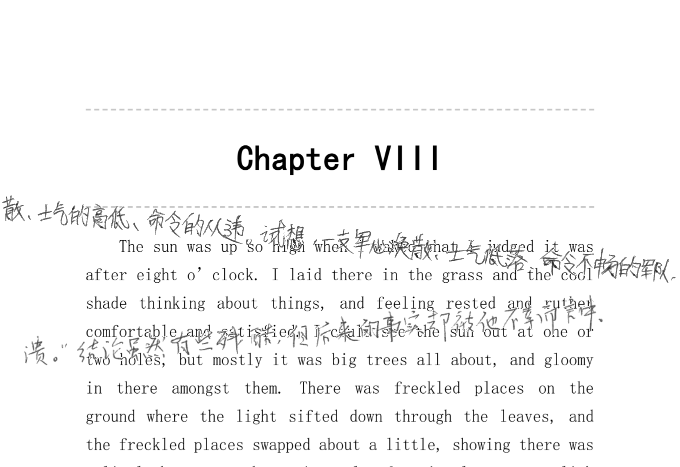 Chapter VIII
散、士气的高低、命令的从违。试想,一支军心涣散、士气低落、命令不畅的军队,
The sun was up so high when I waked that I judged it was
after eight o’clock. I laid there in the grass and the cool
shade thinking about things, and feeling rested and ruther
comfortable and satisfied. I could see the sun out at one or
溃。”结论虽然有些残酷,但后来的事实却被他不幸而言中。
two holes, but mostly it was big trees all about, and gloomy
in there amongst them. There was freckled places on the
ground where the light sifted down through the leaves, and
the freckled places swapped about a little, showing there was